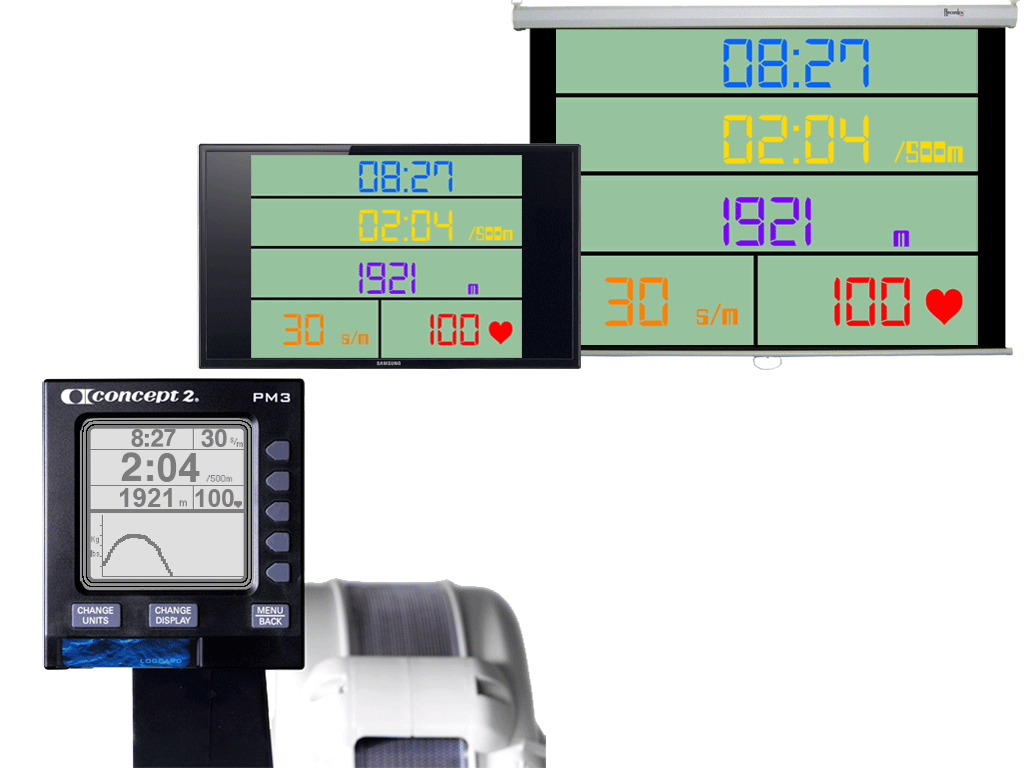 08:27
02:04 /500m
1921 m
30 s/m 100
08:27
02:04 /500m
1921 m
30 s/m 100
SAMSUNG
concept 2. PM3
8:27 30 s/m
2:04 /500m
1921 m 100
Kg
lbs
CHANGE UNITS
CHANGE DISPLAY
MENU
BACK
LOGCARD